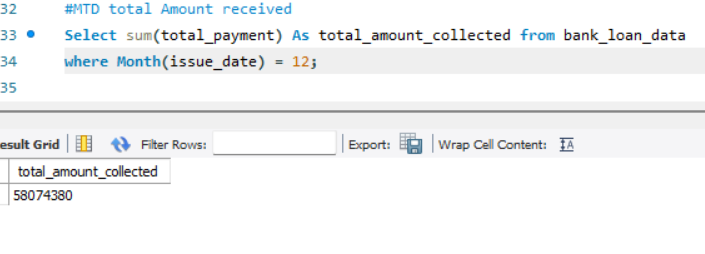 32 #MTD total Amount received
33 Select sum(total_payment) As total_amount_collected from bank_loan_data
34 where Month(issue_date) = 12;
35
esult Grid Filter Rows: Export: Wrap Cell Content: IA
total_amount_collected
58074380